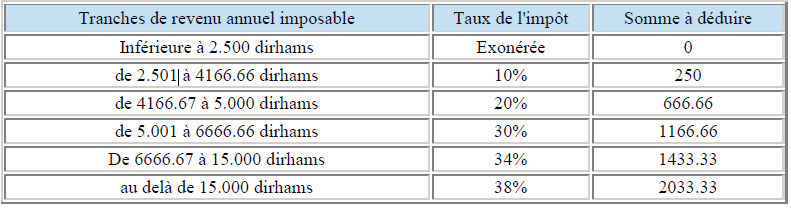 Tranches de revenu annuel imposable Taux de l'impôt Somme à déduire
Inférieure à 2.500 dirhams Exonérée 0
de 2.501 à 4166.66 dirhams 10% 250
de 4166.67 à 5.000 dirhams 20% 666.66
de 5.001 à 6666.66 dirhams 30% 1166.66
De 6666.67 à 15.000 dirhams 34% 1433.33
au delà de 15.000 dirhams 38% 2033.33